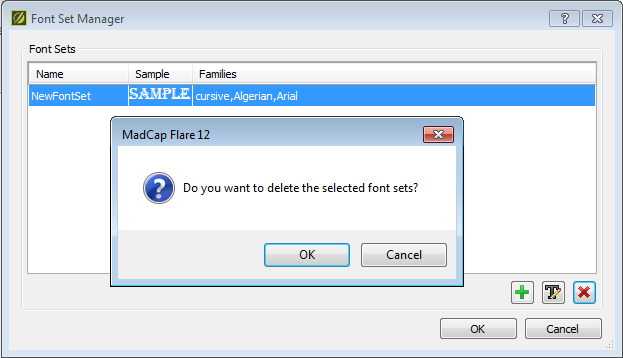 Font Set Manager
Font Sets
Name Sample Families
NewFontSet SAMPLE cursive,Algerian,Arial
MadCap Flare 12
Do you want to delete the selected font sets?
OK Cancel
OK Cancel